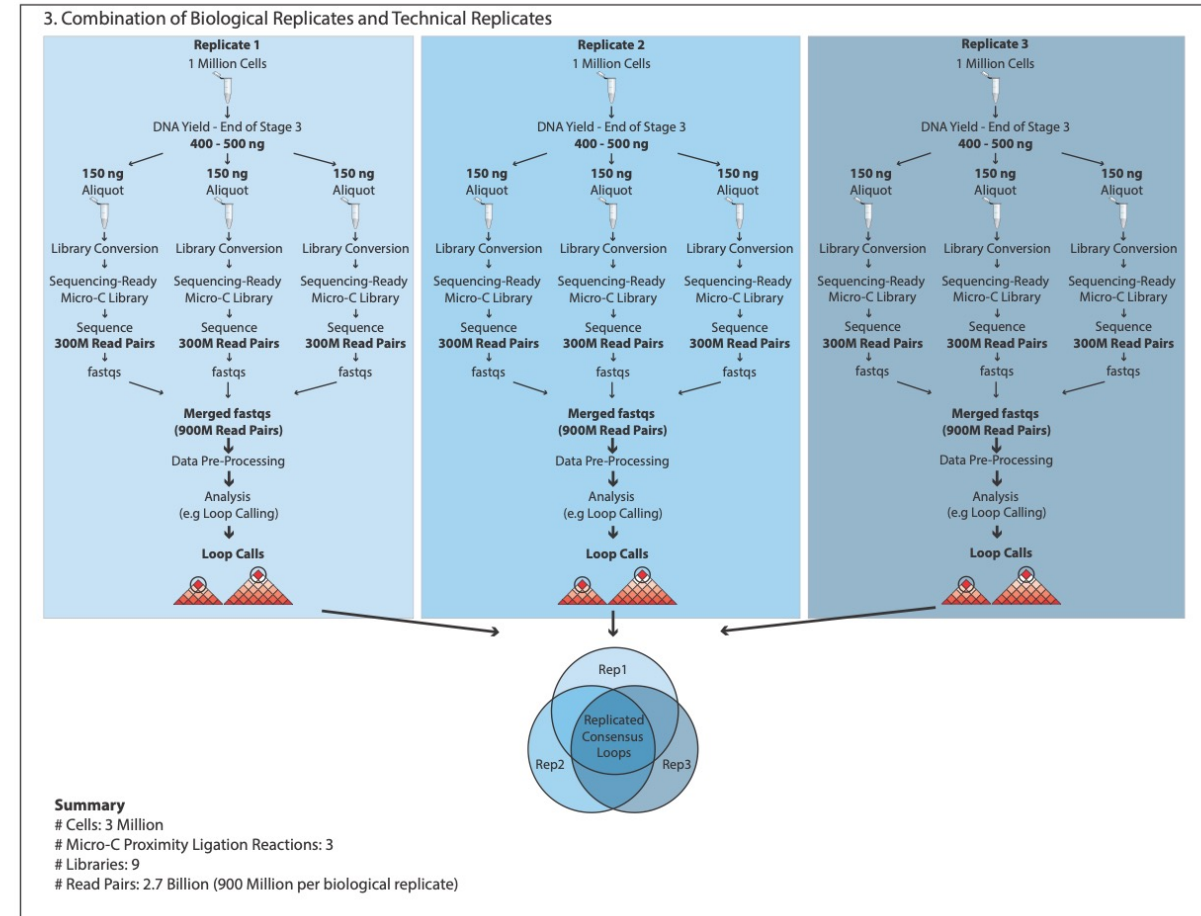 3. Combination of Biological Replicates and Technical Replicates
Replicate 1
1 Million Cells
DNA Yield - End of Stage 3
400 - 500 ng
150 ng 150 ng 150 ng
Aliquot Aliquot Aliquot
Library Conversion Library Conversion Library Conversion
Sequencing-Ready Sequencing-Ready Sequencing-Ready
Micro-C Library Micro-C Library Micro-C Library
Sequence Sequence Sequence
300M Read Pairs 300M Read Pairs 300M Read Pairs
fastqs fastqs fastqs
Merged fastqs
(900M Read Pairs)
Data Pre-Processing
Analysis
(e.g Loop Calling)
Loop Calls
Replicate 2
1 Million Cells
DNA Yield - End of Stage 3
400 - 500 ng
150 ng 150 ng 150 ng
Aliquot Aliquot Aliquot
Library Conversion Library Conversion Library Conversion
Sequencing-Ready Sequencing-Ready Sequencing-Ready
Micro-C Library Micro-C Library Micro-C Library
Sequence Sequence Sequence
300M Read Pairs 300M Read Pairs 300M Read Pairs
fastqs fastqs fastqs
Merged fastqs
(900M Read Pairs)
Data Pre-Processing
Analysis
(e.g Loop Calling)
Loop Calls
Replicate 3
1 Million Cells
DNA Yield - End of Stage 3
400 - 500 ng
150 ng 150 ng 150 ng
Aliquot Aliquot Aliquot
Library Conversion Library Conversion Library Conversion
Sequencing-Ready Sequencing-Ready Sequencing-Ready
Micro-C Library Micro-C Library Micro-C Library
Sequence Sequence Sequence
300M Read Pairs 300M Read Pairs 300M Read Pairs
fastqs fastqs fastqs
Merged fastqs
(900M Read Pairs)
Data Pre-Processing
Analysis
(e.g Loop Calling)
Loop Calls
Rep1
Replicated
Consensus
Loops
Rep2 Rep3
Summary
# Cells: 3 Million
# Micro-C Proximity Ligation Reactions: 3
# Libraries: 9
# Read Pairs: 2.7 Billion (900 Million per biological replicate)